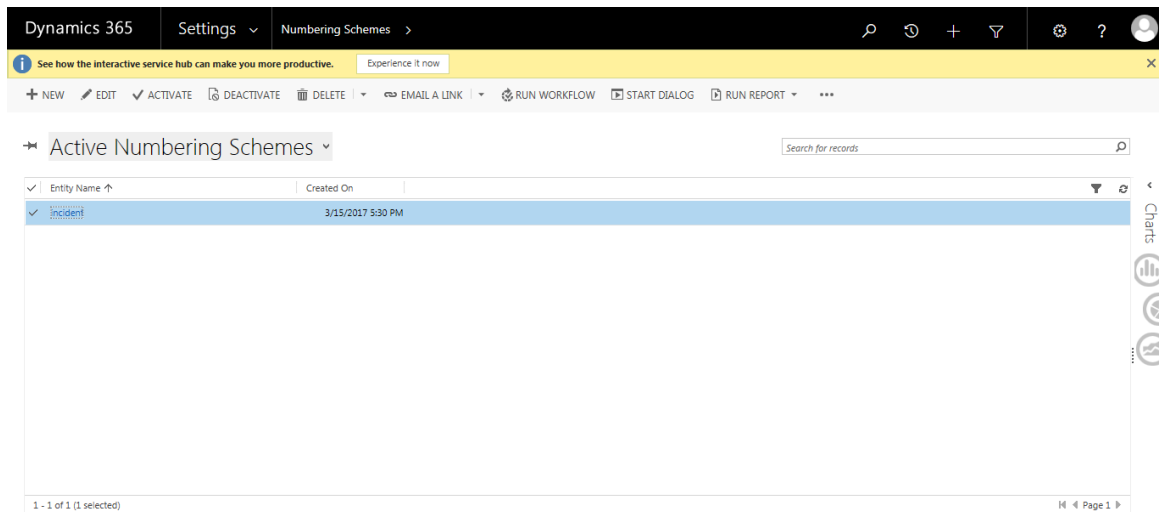 Dynamics 365 Settings Numbering Schemes
See how the interactive service hub can make you more productive. Experience it now
NEW EDIT ACTIVATE DEACTIVATE DELETE EMAIL A LINK RUN WORKFLOW START DIALOG RUN REPORT
Active Numbering Schemes Search for records
Entity Name Created On
incident 3/15/2017 5:30 PM
Charts
1 - 1 of 1 (1 selected) Page 1